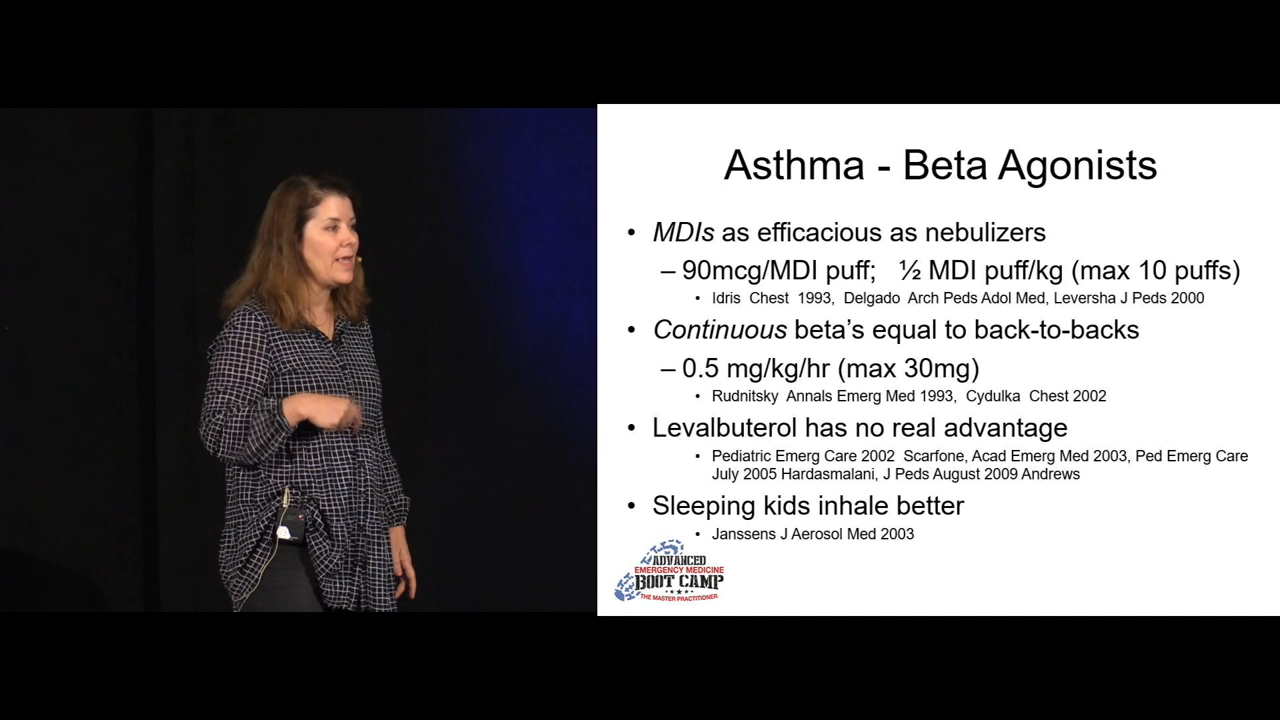 Asthma - Beta Agonists
• MDIs as efficacious as nebulizers
– 90mcg/MDI puff; ½ MDI puff/kg (max 10 puffs)
• Idris Chest 1993, Delgado Arch Peds Adol Med, Leversha J Peds 2000
• Continuous beta’s equal to back-to-backs
– 0.5 mg/kg/hr (max 30mg)
• Rudnitsky Annals Emerg Med 1993, Cydulka Chest 2002
• Levalbuterol has no real advantage
• Pediatric Emerg Care 2002 Scarfone, Acad Emerg Med 2003, Ped Emerg Care
July 2005 Hardasmalani, J Peds August 2009 Andrews
• Sleeping kids inhale better
• Janssens J Aerosol Med 2003
ADVANCED
EMERGENCY MEDICINE
BOOT CAMP
THE MASTER PRACTITIONER